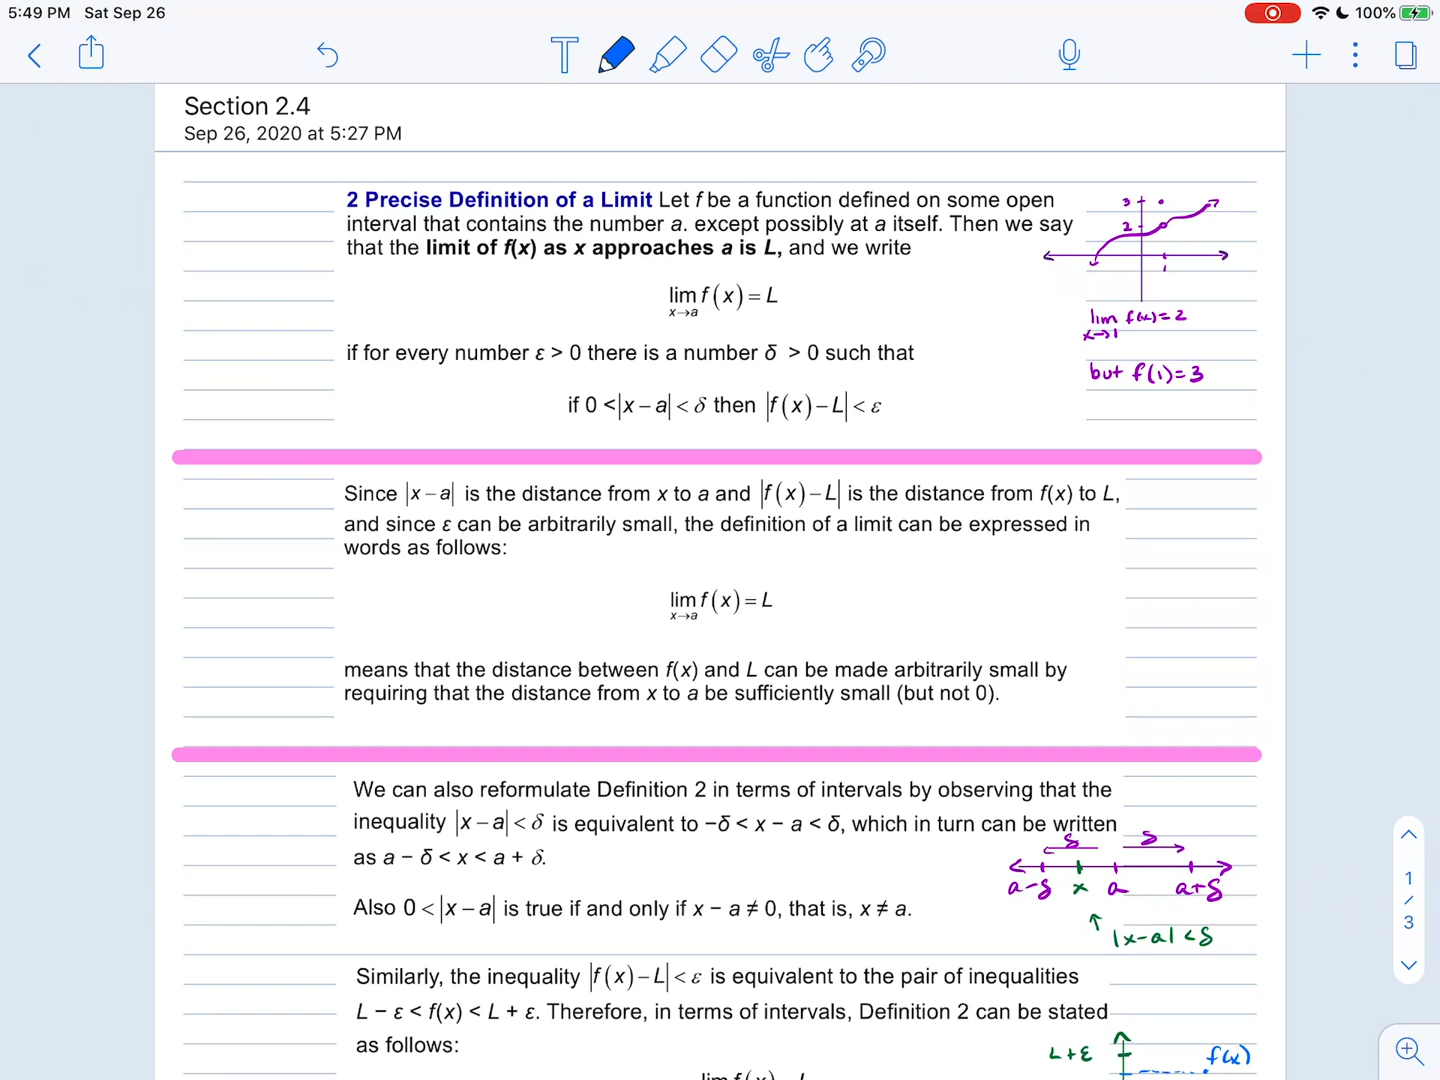 5:49 PM Sat Sep 26
100%
Section 2.4
Sep 26, 2020 at 5:27 PM
2 Precise Definition of a Limit Let f be a function defined on some open
interval that contains the number a. except possibly at a itself. Then we say
that the limit of f(x) as x approaches a is L, and we write
lim f(x) = L
x→a
if for every number ε > 0 there is a number δ > 0 such that
if 0 < |x – a| < δ then |f(x) – L| < ε
3
2
1
lim f(x) = 2
x→1
but f(1) = 3
Since |x – a| is the distance from x to a and |f(x) – L| is the distance from f(x) to L,
and since ε can be arbitrarily small, the definition of a limit can be expressed in
words as follows:
lim f(x) = L
x→a
means that the distance between f(x) and L can be made arbitrarily small by
requiring that the distance from x to a be sufficiently small (but not 0).
We can also reformulate Definition 2 in terms of intervals by observing that the
inequality |x – a| < δ is equivalent to –δ < x – a < δ, which in turn can be written
as a – δ < x < a + δ.
δ δ
a-δ x a a+δ
Also 0 < |x – a| is true if and only if x – a ≠ 0, that is, x ≠ a.
↑ |x-a| < δ
Similarly, the inequality |f(x) – L| < ε is equivalent to the pair of inequalities
L – ε < f(x) < L + ε. Therefore, in terms of intervals, Definition 2 can be stated
as follows:
L+ε
f(x)
lim f(x) = L
1
/
3